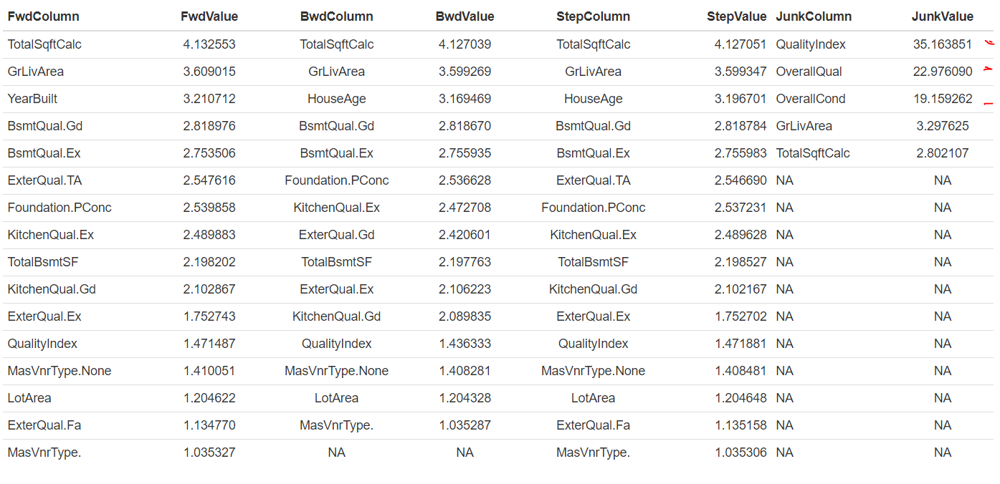 FwdColumn FwdValue BwdColumn BwdValue StepColumn StepValue JunkColumn JunkValue
TotalSqftCalc 4.132553 TotalSqftCalc 4.127039 TotalSqftCalc 4.127051 QualityIndex 35.163851
GrLivArea 3.609015 GrLivArea 3.599269 GrLivArea 3.599347 OverallQual 22.976090
YearBuilt 3.210712 HouseAge 3.169469 HouseAge 3.196701 OverallCond 19.159262
BsmtQual.Gd 2.818976 BsmtQual.Gd 2.818670 BsmtQual.Gd 2.818784 GrLivArea 3.297625
BsmtQual.Ex 2.753506 BsmtQual.Ex 2.755935 BsmtQual.Ex 2.755983 TotalSqftCalc 2.802107
ExterQual.TA 2.547616 Foundation.PConc 2.536628 ExterQual.TA 2.546690 NA NA
Foundation.PConc 2.539858 KitchenQual.Ex 2.472708 Foundation.PConc 2.537231 NA NA
KitchenQual.Ex 2.489883 ExterQual.Gd 2.420601 KitchenQual.Ex 2.489628 NA NA
TotalBsmtSF 2.198202 TotalBsmtSF 2.197763 TotalBsmtSF 2.198527 NA NA
KitchenQual.Gd 2.102867 ExterQual.Ex 2.106223 KitchenQual.Gd 2.102167 NA NA
ExterQual.Ex 1.752743 KitchenQual.Gd 2.089835 ExterQual.Ex 1.752702 NA NA
QualityIndex 1.471487 QualityIndex 1.436333 QualityIndex 1.471881 NA NA
MasVnrType.None 1.410051 MasVnrType.None 1.408281 MasVnrType.None 1.408481 NA NA
LotArea 1.204622 LotArea 1.204328 LotArea 1.204648 NA NA
ExterQual.Fa 1.134770 MasVnrType. 1.035287 ExterQual.Fa 1.135158 NA NA
MasVnrType. 1.035327 NA NA MasVnrType. 1.035306 NA NA